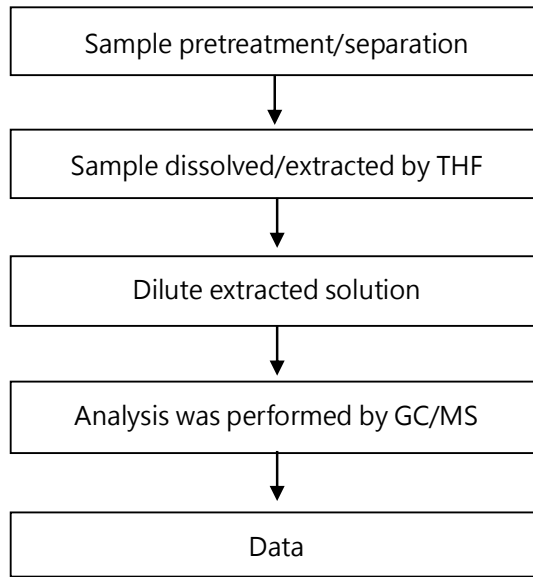 Sample pretreatment/separation
Sample dissolved/extracted by THF
Dilute extracted solution
Analysis was performed by GC/MS
Data